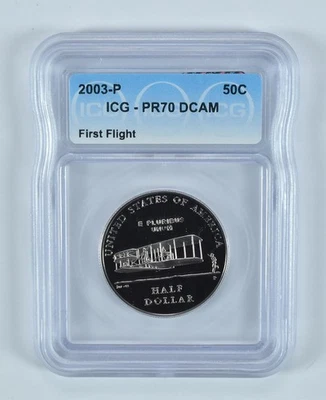 2003-P 50C
ICG - PR70 DCAM
First Flight
UNITED STATES OF AMERICA
E PLURIBUS
UNUM
HALF
DOLLAR